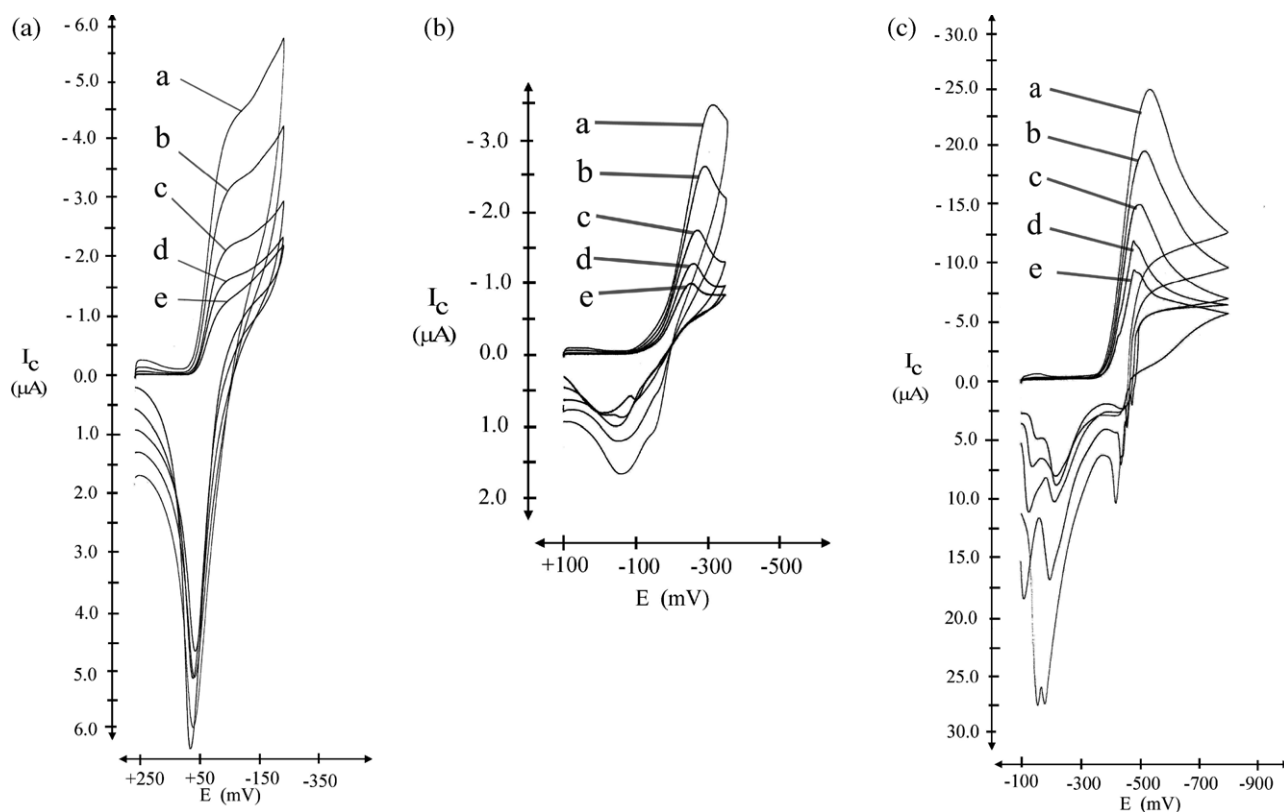 (a)
- 6.0
- 5.0
- 4.0
- 3.0
- 2.0
- 1.0
0.0
1.0
2.0
3.0
4.0
5.0
6.0
I_C
(µA)
a
b
c
d
e
+250 +50 -150 -350
E (mV)
(b)
- 3.0
- 2.0
- 1.0
0.0
1.0
2.0
I_C
(µA)
a
b
c
d
e
+100 -100 -300 -500
E (mV)
(c)
- 30.0
- 25.0
- 20.0
- 15.0
- 10.0
- 5.0
0.0
5.0
10.0
15.0
20.0
25.0
30.0
I_C
(µA)
a
b
c
d
e
-100 -300 -500 -700 -900
E (mV)